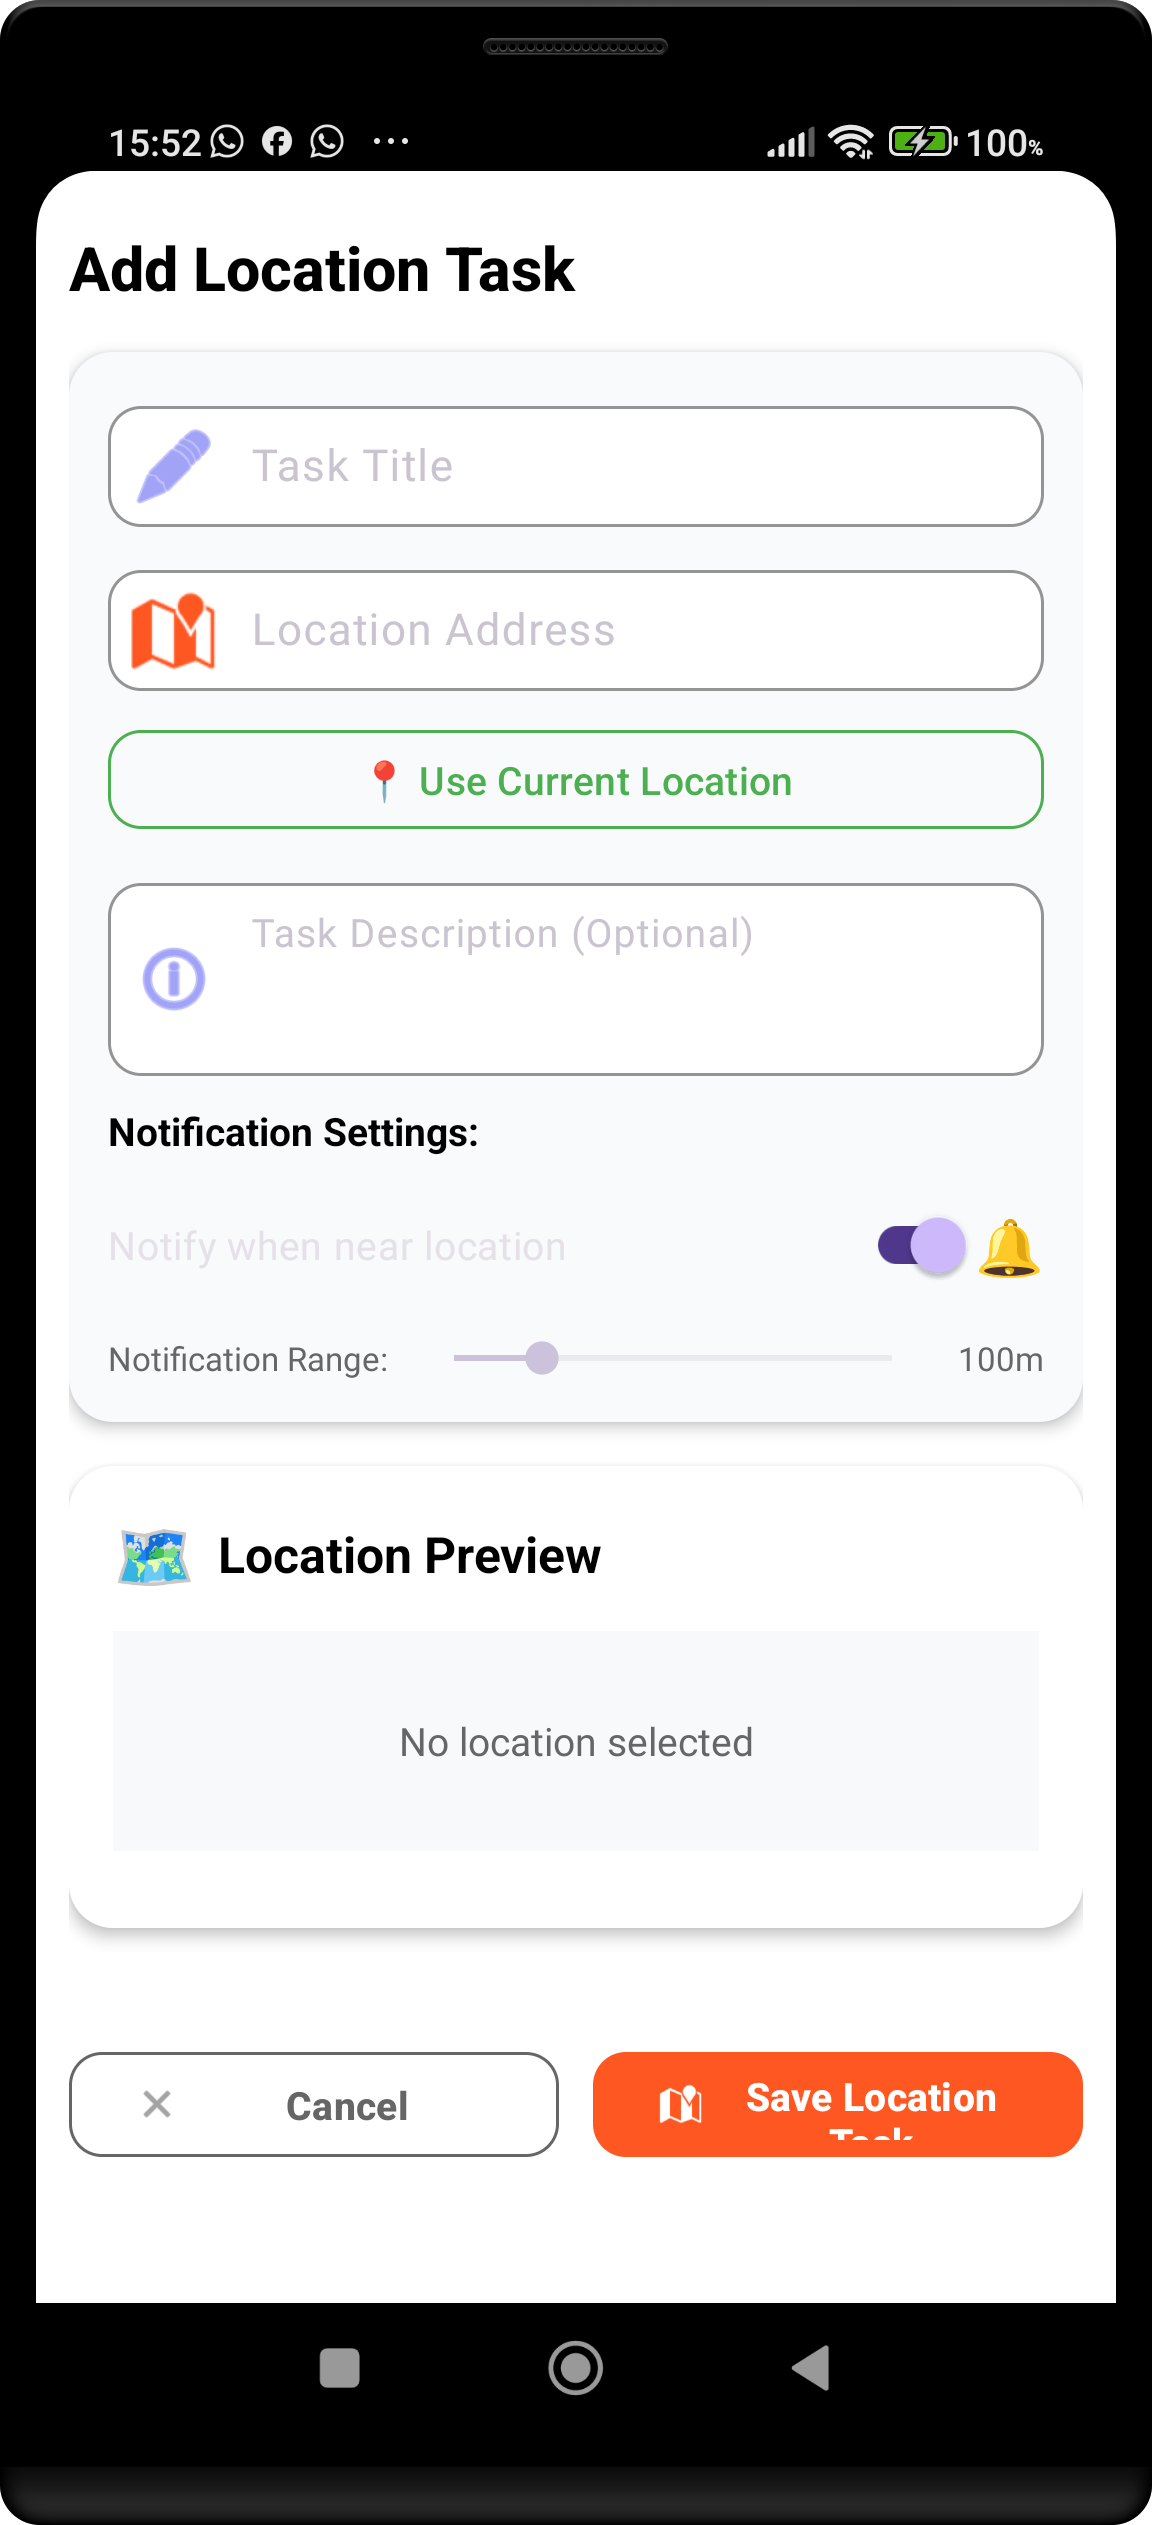 15:52 100%
Add Location Task
Task Title
Location Address
Use Current Location
Task Description (Optional)
Notification Settings:
Notify when near location
Notification Range: 100m
Location Preview
No location selected
Cancel
Save Location
Task